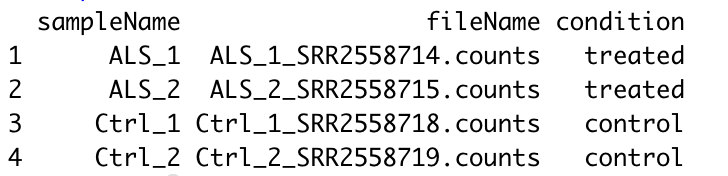 sampleName fileName condition
1 ALS_1 ALS_1_SRR2558714.counts treated
2 ALS_2 ALS_2_SRR2558715.counts treated
3 Ctrl_1 Ctrl_1_SRR2558718.counts control
4 Ctrl_2 Ctrl_2_SRR2558719.counts control